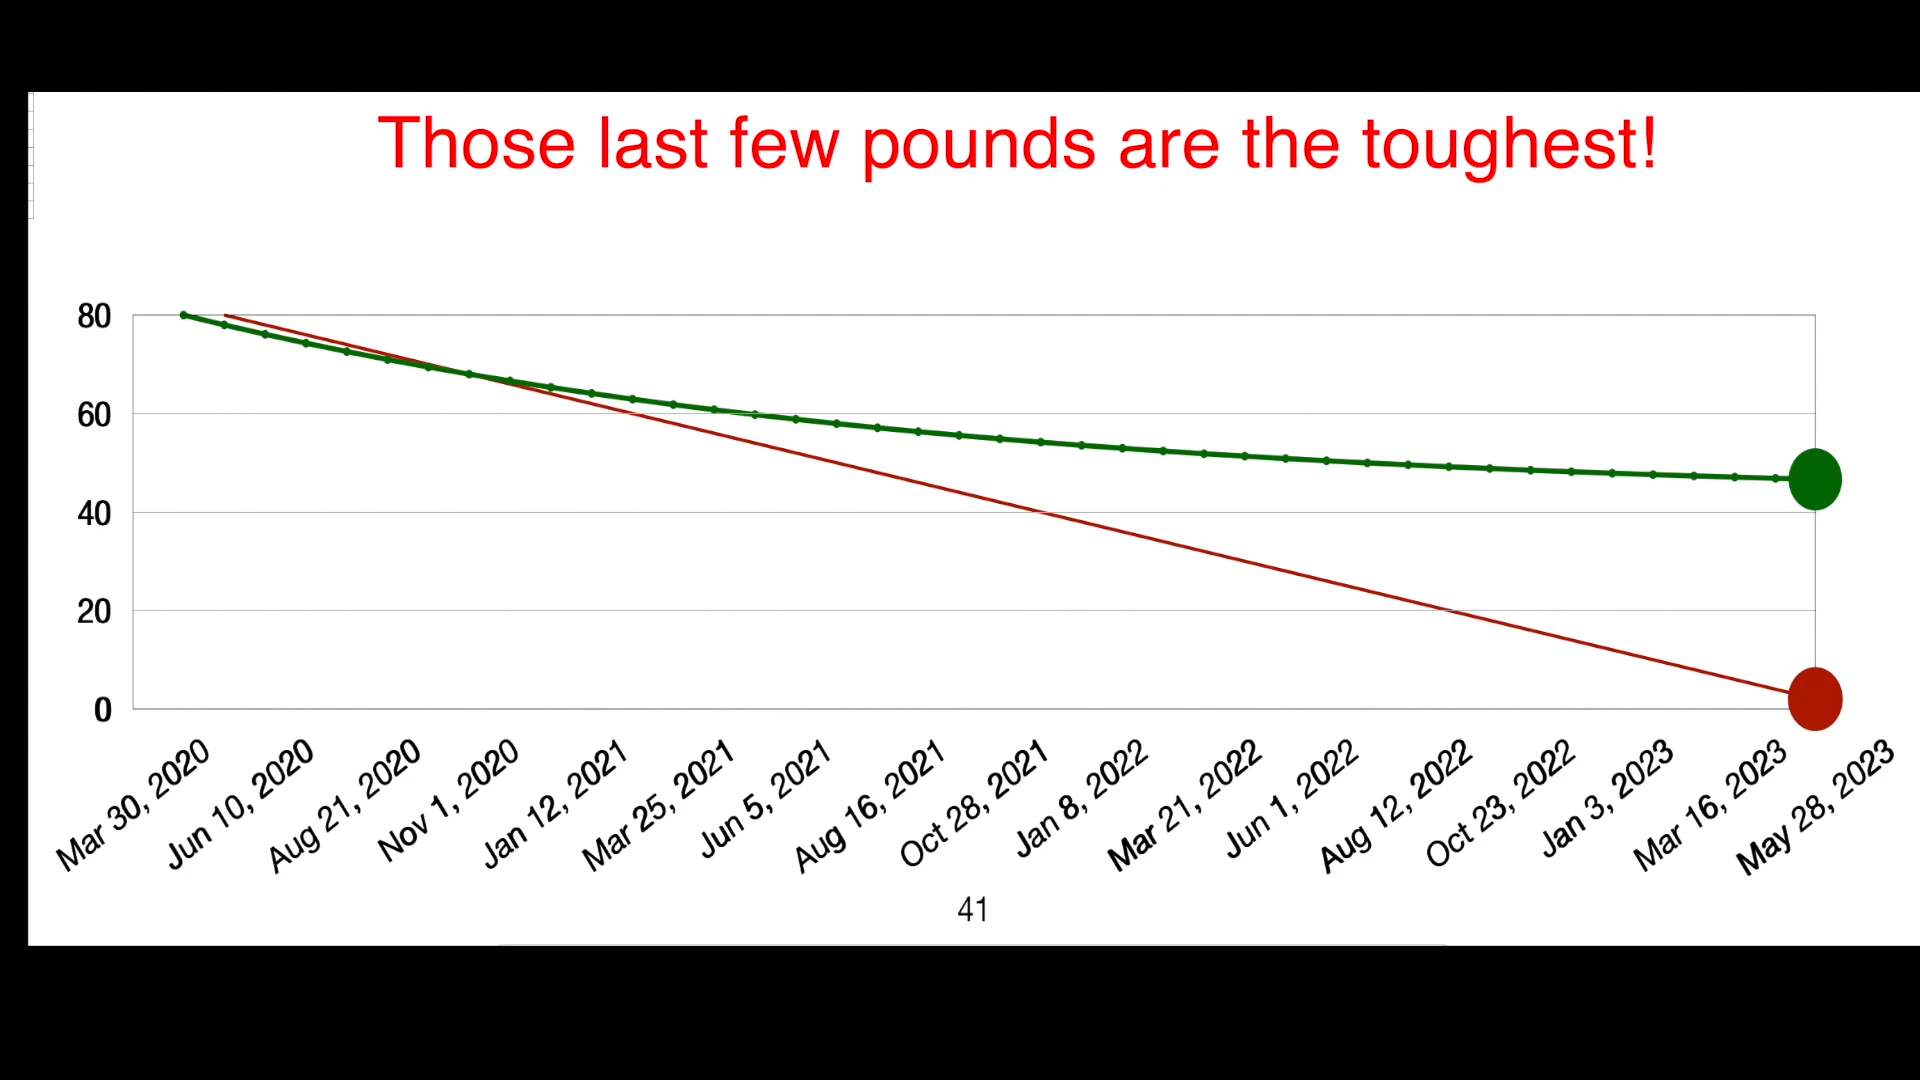 Those last few pounds are the toughest!
80
60
40
20
0
Mar 30, 2020
Jun 10, 2020
Aug 21, 2020
Nov 1, 2020
Jan 12, 2021
Mar 25, 2021
Jun 5, 2021
Aug 16, 2021
Oct 28, 2021
Jan 8, 2022
Mar 21, 2022
Jun 1, 2022
Aug 12, 2022
Oct 23, 2022
Jan 3, 2023
Mar 16, 2023
May 28, 2023
41